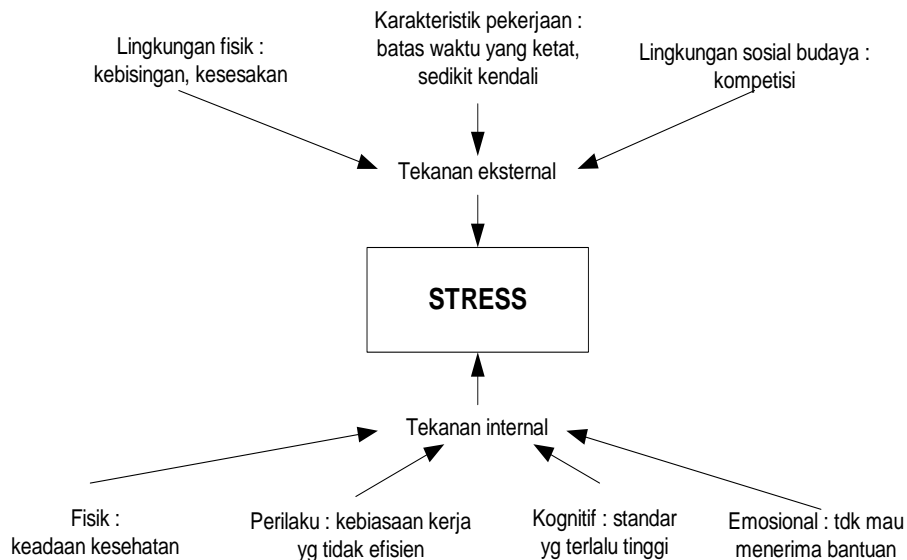 Lingkungan fisik :
kebisingan, kesesakan
Karakteristik pekerjaan :
batas waktu yang ketat,
sedikit kendali
Lingkungan sosial budaya :
kompetisi
Tekanan eksternal
STRESS
Tekanan internal
Fisik :
keadaan kesehatan
Perilaku : kebiasaan kerja
yg tidak efisien
Kognitif : standar
yg terlalu tinggi
Emosional : tdk mau
menerima bantuan